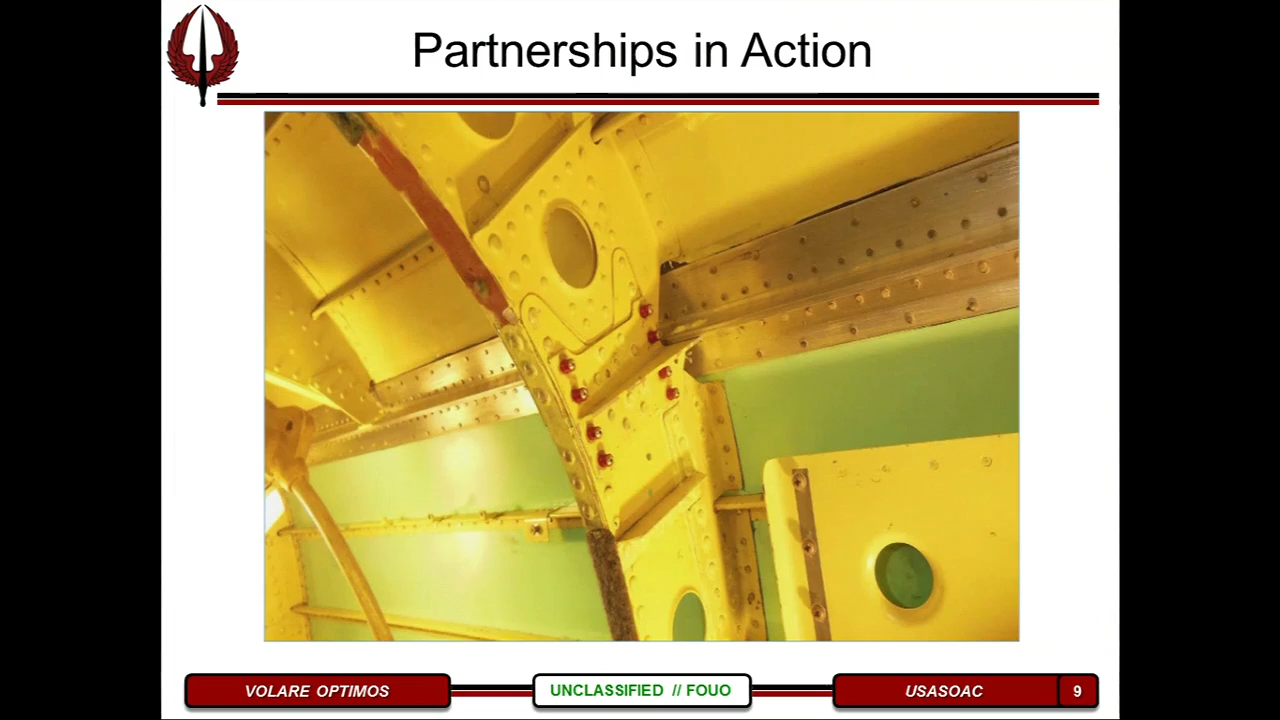 Partnerships in Action
VOLARE OPTIMOS
UNCLASSIFIED // FOUO
USASOAC
9